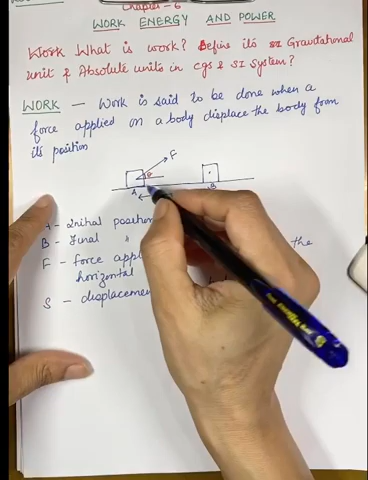 Chapter - 6
WORK ENERGY AND POWER
Work What is work? Define its SI Gravitational
unit & Absolute units in cgs & SI System?
WORK — Work is said to be done when a
force applied on a body displace the body from
its position
F
θ
A
B
A - Initial position
B - Final "
F - force the
horizontal
S - displacement